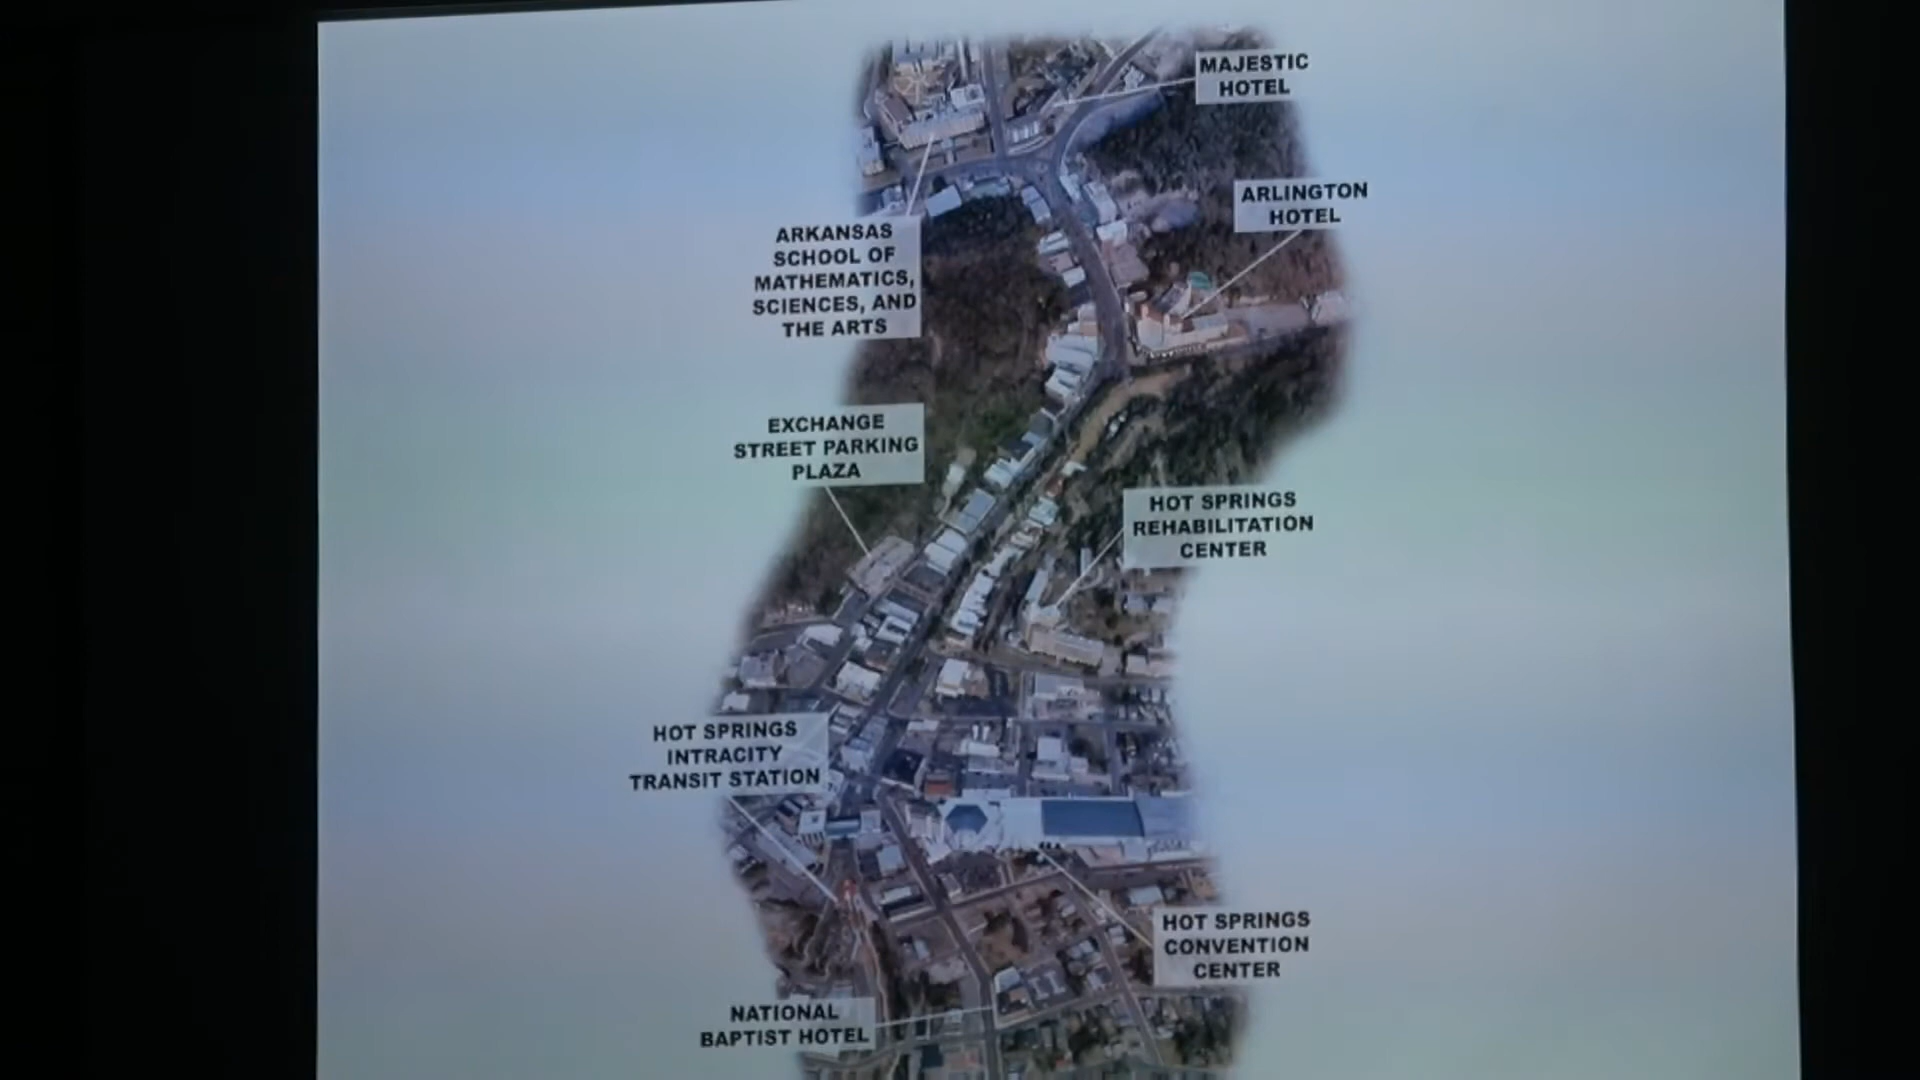 MAJESTIC
HOTEL
ARLINGTON
HOTEL
ARKANSAS
SCHOOL OF
MATHEMATICS,
SCIENCES, AND
THE ARTS
EXCHANGE
STREET PARKING
PLAZA
HOT SPRINGS
REHABILITATION
CENTER
HOT SPRINGS
INTRACITY
TRANSIT STATION
HOT SPRINGS
CONVENTION
CENTER
NATIONAL
BAPTIST HOTEL